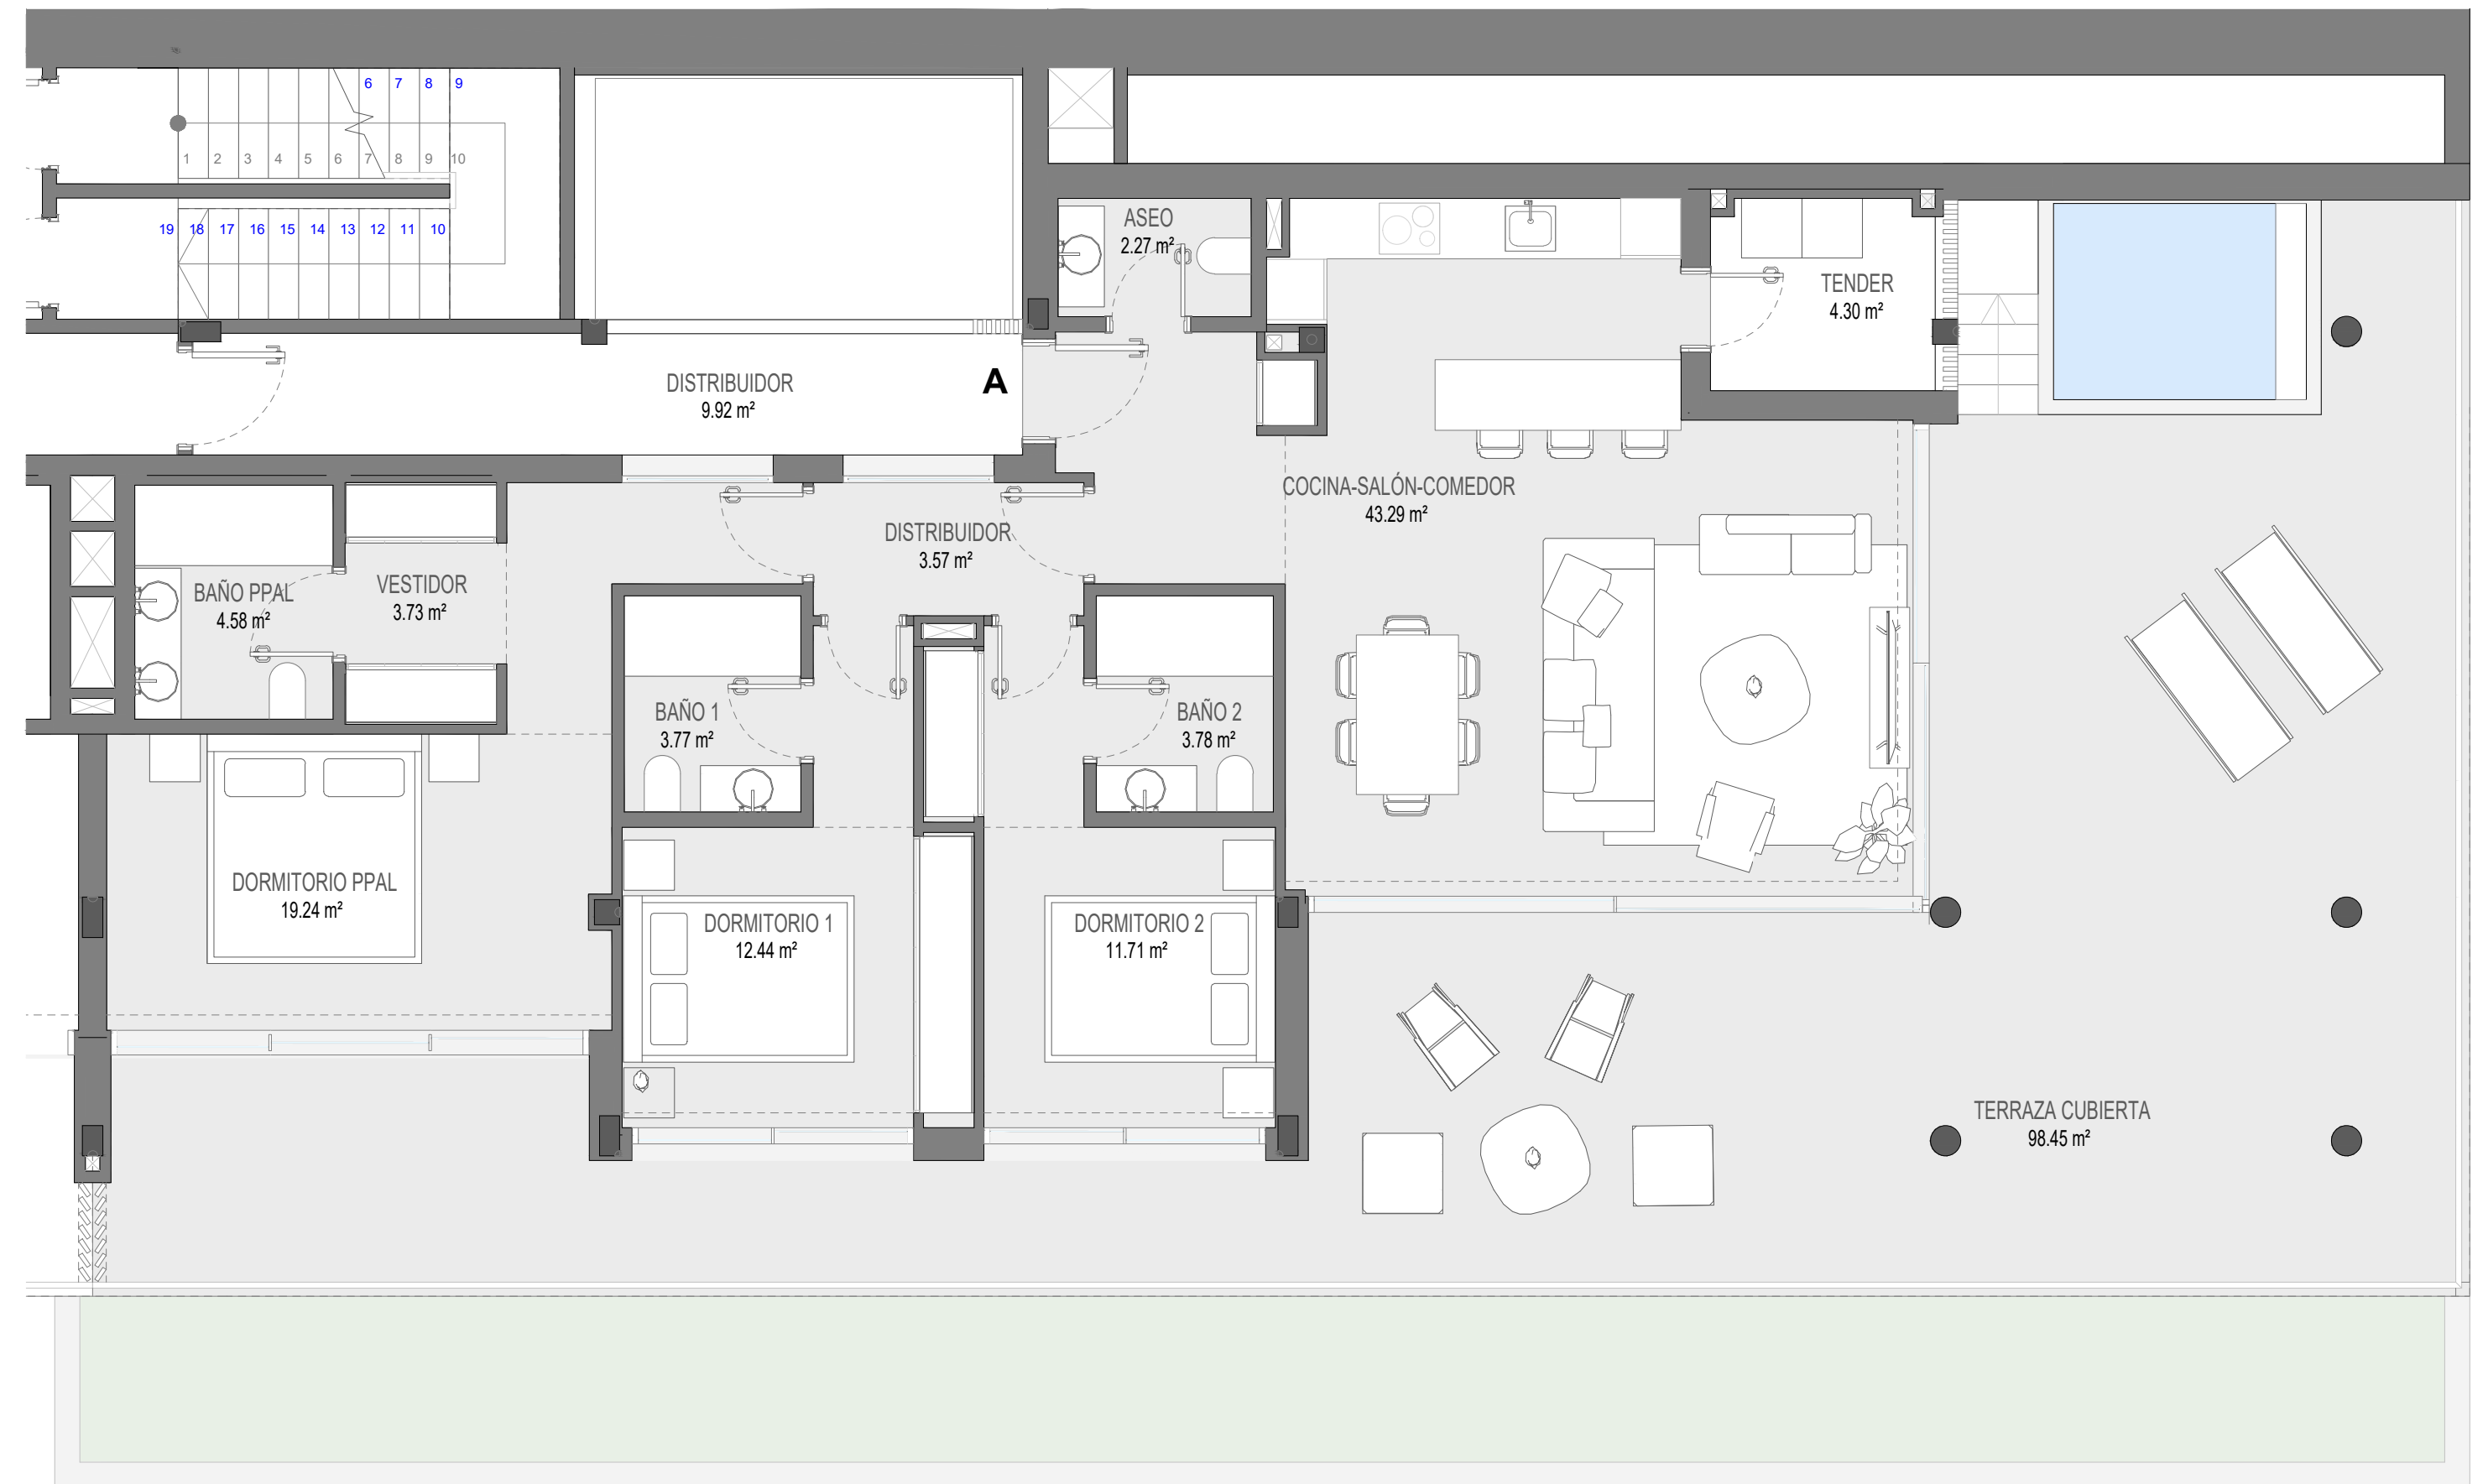 6 7 8 9
1 2 3 4 5 6 7 8 9 10
19 18 17 16 15 14 13 12 11 10
ASEO
2.27 m²
TENDER
4.30 m²
DISTRIBUIDOR
9.92 m²
A
COCINA-SALÓN-COMEDOR
43.29 m²
DISTRIBUIDOR
3.57 m²
BAÑO PPAL
4.58 m²
VESTIDOR
3.73 m²
BAÑO 1
3.77 m²
BAÑO 2
3.78 m²
DORMITORIO PPAL
19.24 m²
DORMITORIO 1
12.44 m²
DORMITORIO 2
11.71 m²
TERRAZA CUBIERTA
98.45 m²